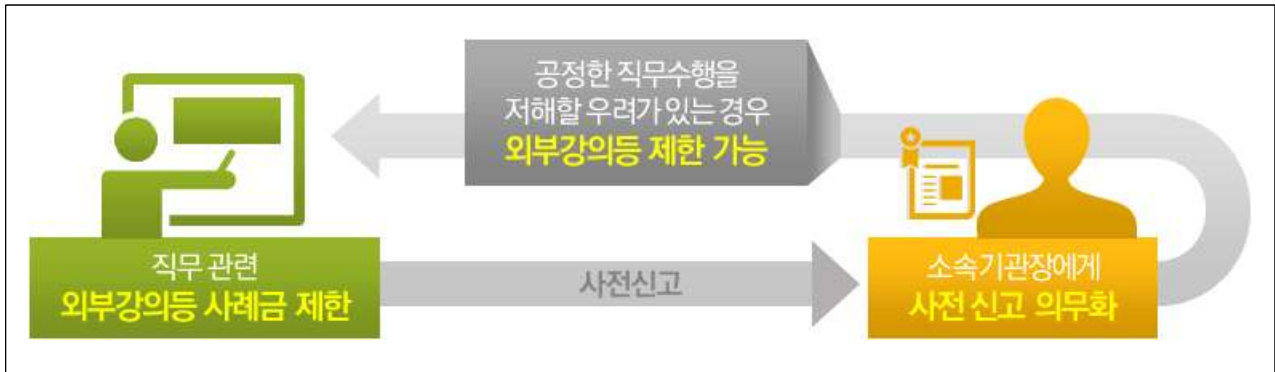 공정한 직무수행을
저해할 우려가 있는 경우
외부강의등 제한 가능
직무 관련
외부강의등 사례금 제한
사전신고
소속기관장에게
사전 신고 의무화